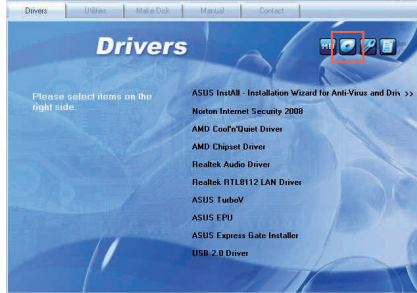 Drivers Utilities Make Disk Manual Contact
Drivers
Please select items on the
right side.
ASUS InstAll - Installation Wizard for Anti-Virus and Driv >>
Norton Internet Security 2008
AMD Cool'n'Quiet Driver
AMD Chipset Driver
Realtek Audio Driver
Realtek RTL8112 LAN Driver
ASUS TurboV
ASUS EPU
ASUS Express Gate Installer
USB 2.0 Driver